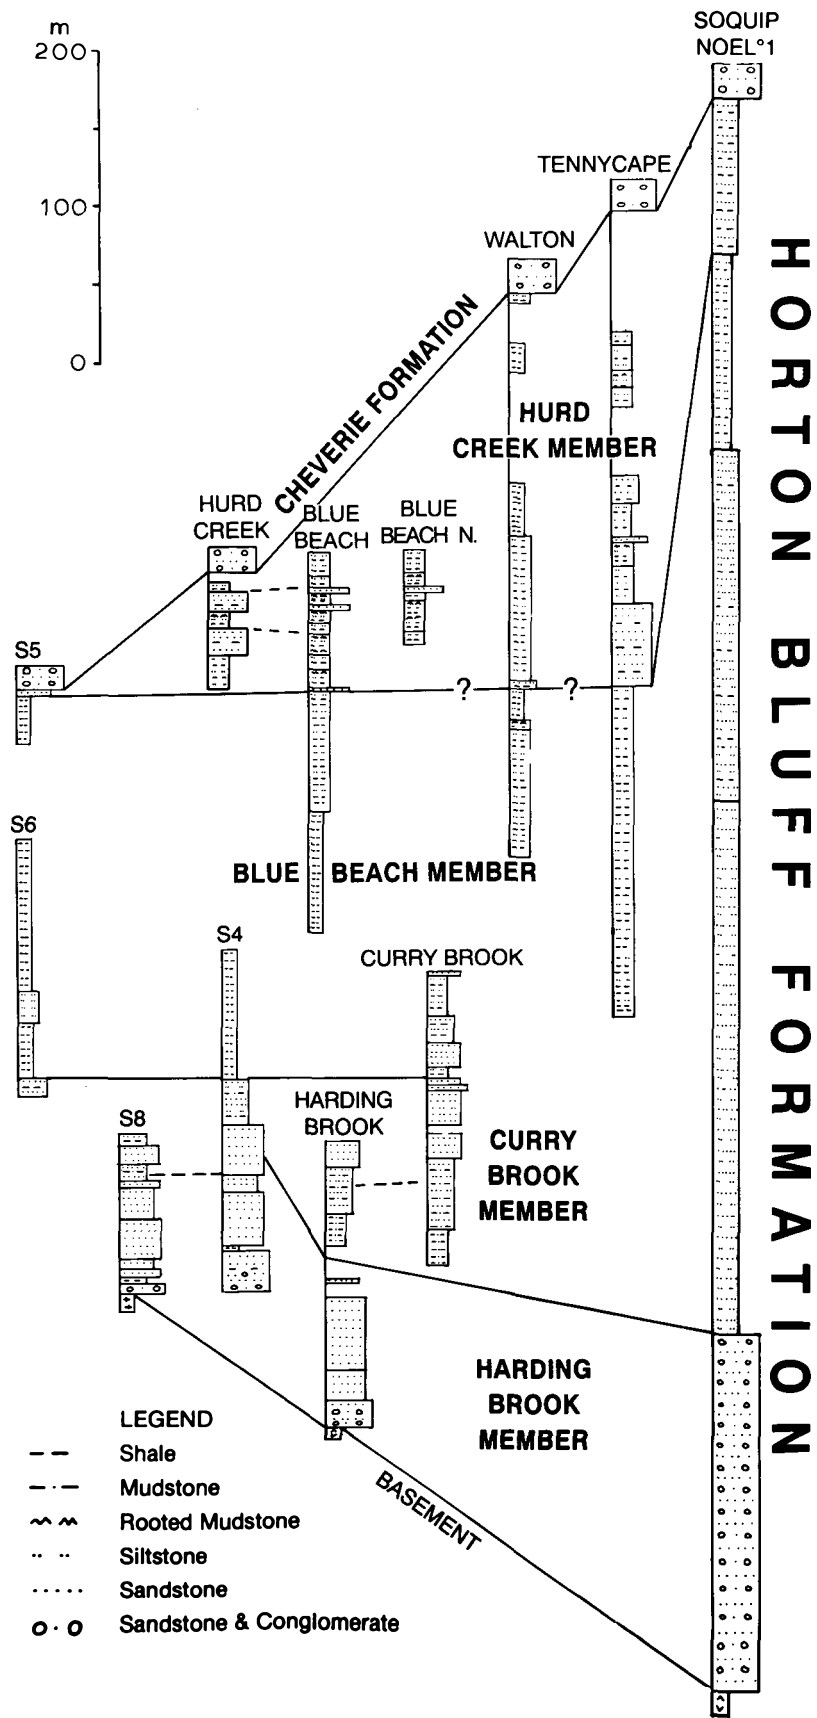 m
200
100
0
SOQUIP
NOEL°1
TENNYCAPE
WALTON
CHEVERIE FORMATION
HURD
CREEK MEMBER
HURD
CREEK
BLUE
BEACH
BLUE
BEACH N.
S5
? ?
S6
BLUE BEACH MEMBER
S4
CURRY BROOK
S8
HARDING
BROOK
CURRY
BROOK
MEMBER
HARDING
BROOK
MEMBER
BASEMENT
HORTON BLUFF FORMATION
LEGEND
Shale
Mudstone
Rooted Mudstone
Siltstone
Sandstone
Sandstone & Conglomerate